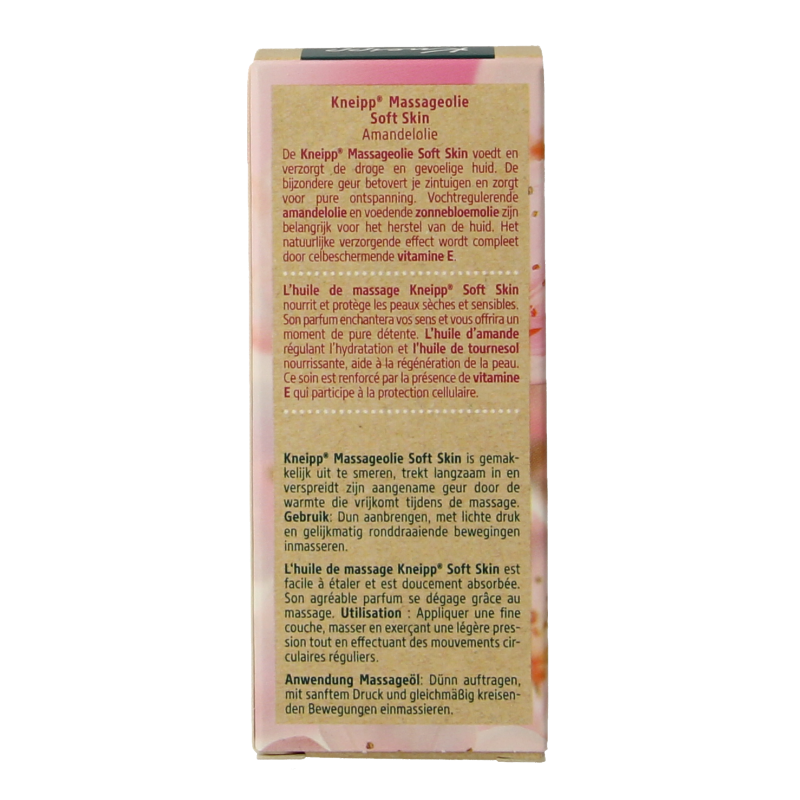 Kneipp
Kneipp® Massageolie
Soft Skin
Amandelolie
De Kneipp® Massageolie Soft Skin voedt en
verzorgt de droge en gevoelige huid. De
bijzondere geur betovert je zintuigen en zorgt
voor pure ontspanning. Vochtregulerende
amandelolie en voedende zonnebloemolie zijn
belangrijk voor het herstel van de huid. Het
natuurlijke verzorgende effect wordt compleet
door celbeschermende vitamine E.
L'huile de massage Kneipp® Soft Skin
nourrit et protège les peaux sèches et sensibles.
Son parfum enchantera vos sens et vous offrira un
moment de pure détente. L'huile d'amande
régulant l'hydratation et l'huile de tournesol
nourrissante, aide à la régénération de la peau.
Ce soin est renforcé par la présence de vitamine
E qui participe à la protection cellulaire.
Kneipp® Massageolie Soft Skin is gemak-
kelijk uit te smeren, trekt langzaam in en
verspreidt zijn aangename geur door de
warmte die vrijkomt tijdens de massage.
Gebruik: Dun aanbrengen, met lichte druk
en gelijkmatig ronddraaiende bewegingen
inmasseren.
L'huile de massage Kneipp® Soft Skin est
facile à étaler et est doucement absorbée.
Son agréable parfum se dégage grâce au
massage. Utilisation : Appliquer une fine
couche, masser en exerçant une légère pres-
sion tout en effectuant des mouvements cir-
culaires réguliers.
Anwendung Massageöl: Dünn auftragen,
mit sanftem Druck und gleichmäßig kreisen-
den Bewegungen einmassieren.